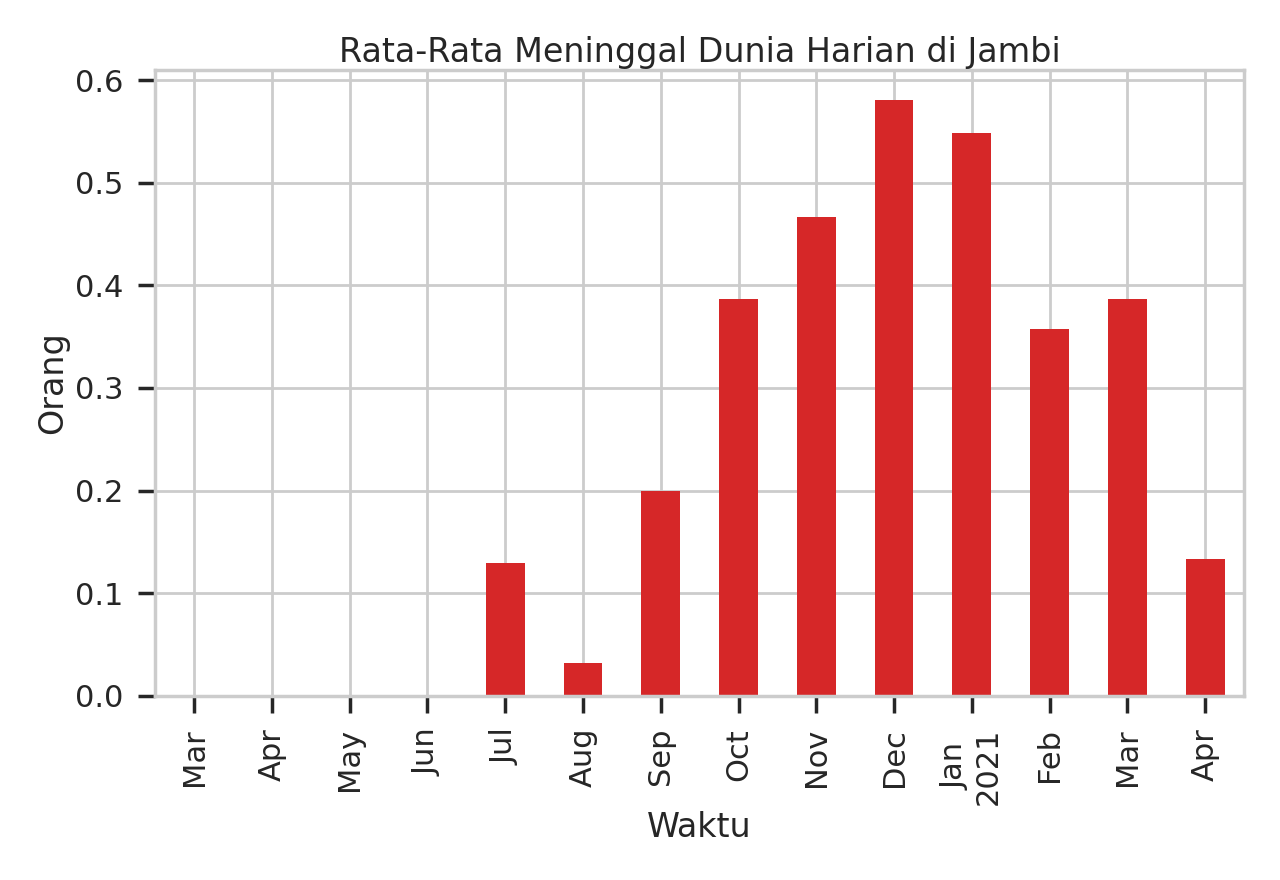 Rata-Rata Meninggal Dunia Harian di Jambi
0.6
0.5
0.4
0.3
0.2
0.1
0.0
Orang
Mar
Apr
May
Jun
Jul
Aug
Sep
Oct
Nov
Dec
Jan
2021
Feb
Mar
Apr
Waktu